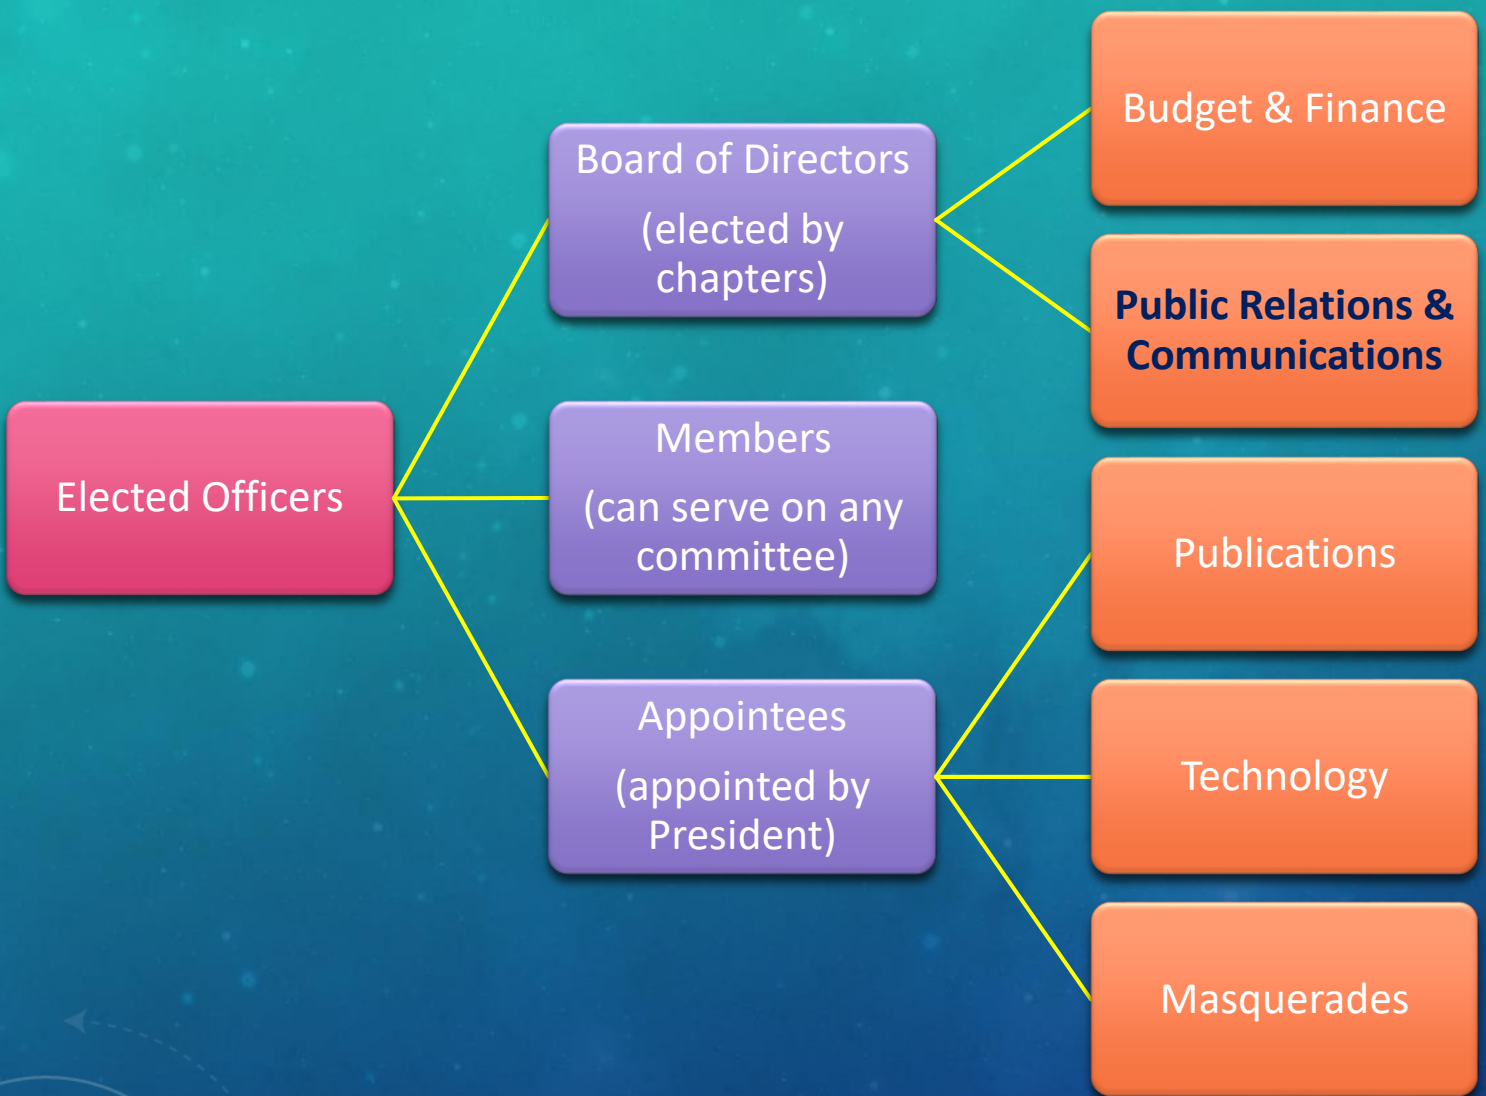 Elected Officers
Board of Directors
(elected by
chapters)
Members
(can serve on any
committee)
Appointees
(appointed by
President)
Budget & Finance
Public Relations &
Communications
Publications
Technology
Masquerades